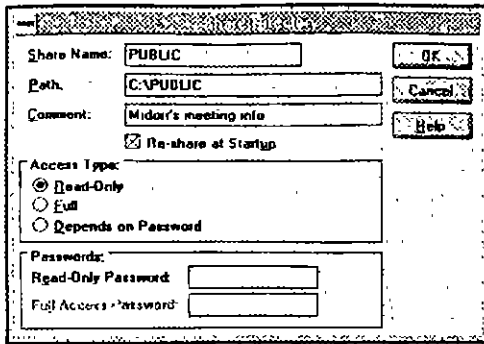 Share Name: PUBLIC
OK
Path: C:\PUBLIC
Cancel
Comment: Midori's meeting info
Help
Re-share at Startup
Access Type:
Read-Only
Full
Depends on Password
Passwords:
Read-Only Password:
Full Access Password: